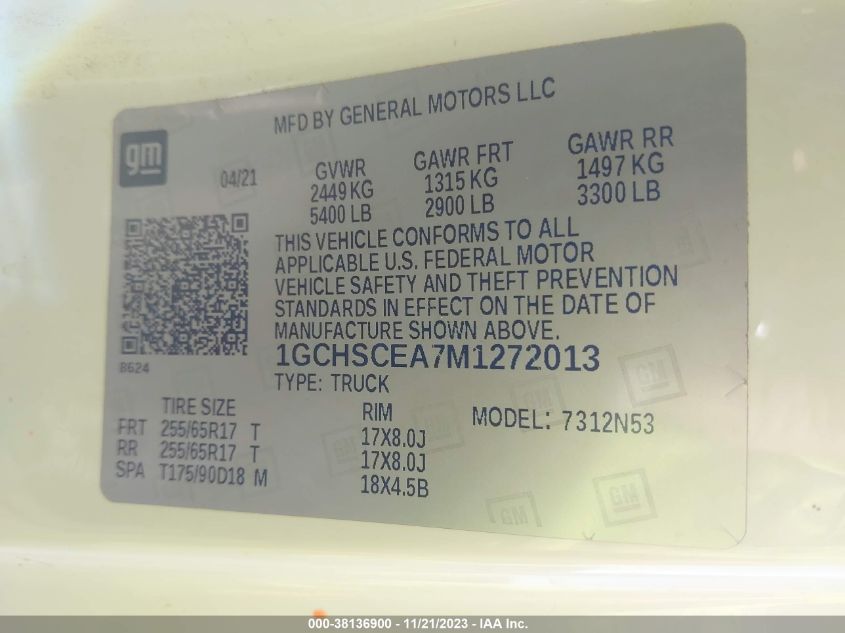 MFD BY GENERAL MOTORS LLC
gm
04/21
GVWR GAWR FRT GAWR RR
2449 KG 1315 KG 1497 KG
5400 LB 2900 LB 3300 LB
THIS VEHICLE CONFORMS TO ALL
APPLICABLE U.S. FEDERAL MOTOR
VEHICLE SAFETY AND THEFT PREVENTION
STANDARDS IN EFFECT ON THE DATE OF
MANUFACTURE SHOWN ABOVE.
B624
1GCHSCEA7M1272013
TYPE: TRUCK
TIRE SIZE RIM MODEL: 7312N53
FRT 255/65R17 T 17X8.0J
RR 255/65R17 T 17X8.0J
SPA T175/90D18 M 18X4.5B
GM
GM
GM
000-38136900 - 11/21/2023 - IAA Inc.